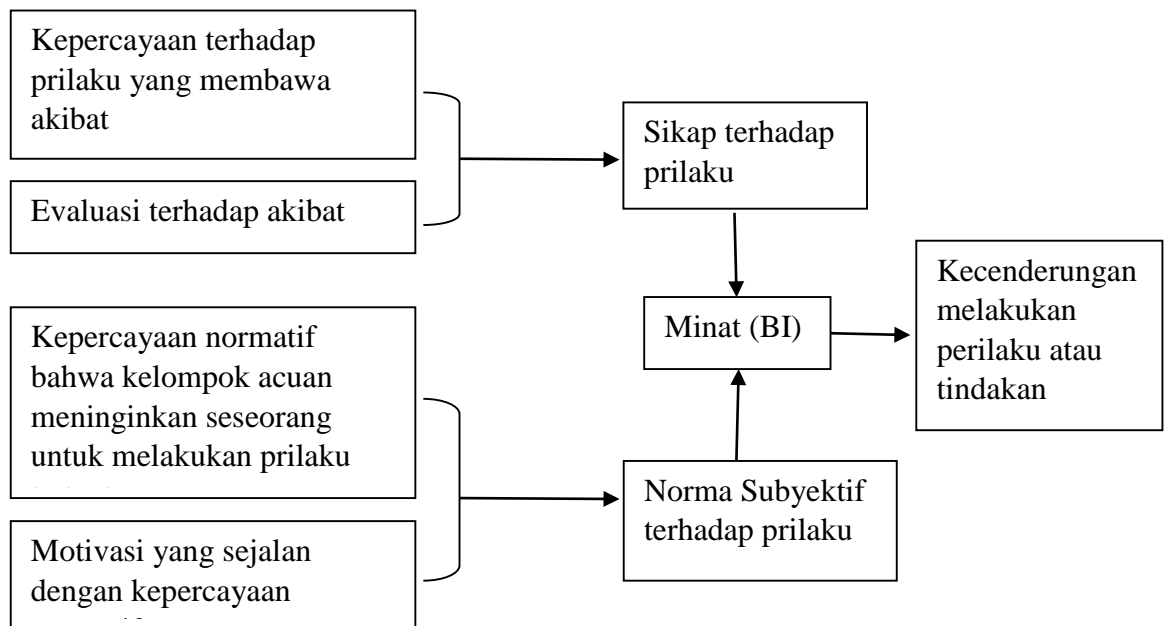 Kepercayaan terhadap
prilaku yang membawa
akibat
Evaluasi terhadap akibat
Kepercayaan normatif
bahwa kelompok acuan
meninginkan seseorang
untuk melakukan prilaku
Motivasi yang sejalan
dengan kepercayaan
Sikap terhadap
prilaku
Minat (BI)
Norma Subyektif
terhadap prilaku
Kecenderungan
melakukan
perilaku atau
tindakan